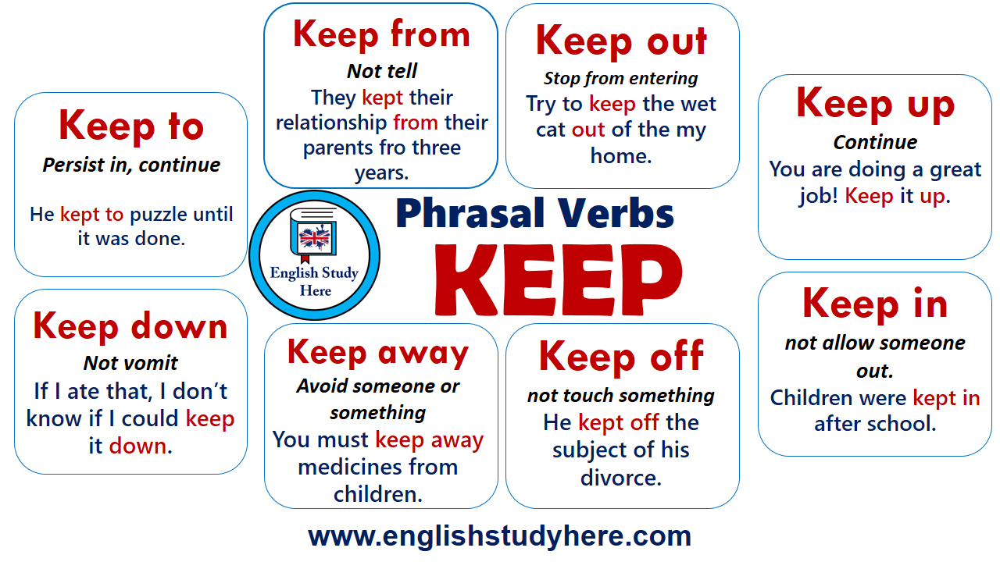 Keep from
Not tell
They kept their
relationship from their
parents fro three
years.
Keep out
Stop from entering
Try to keep the wet
cat out of the my
home.
Keep to
Persist in, continue
He kept to puzzle until
it was done.
Keep up
Continue
You are doing a great
job! Keep it up.
English Study
Here
Phrasal Verbs
KEEP
Keep down
Not vomit
If I ate that, I don’t
know if I could keep
it down.
Keep away
Avoid someone or
something
You must keep away
medicines from
children.
Keep off
not touch something
He kept off the
subject of his
divorce.
Keep in
not allow someone
out.
Children were kept in
after school.
www.englishstudyhere.com